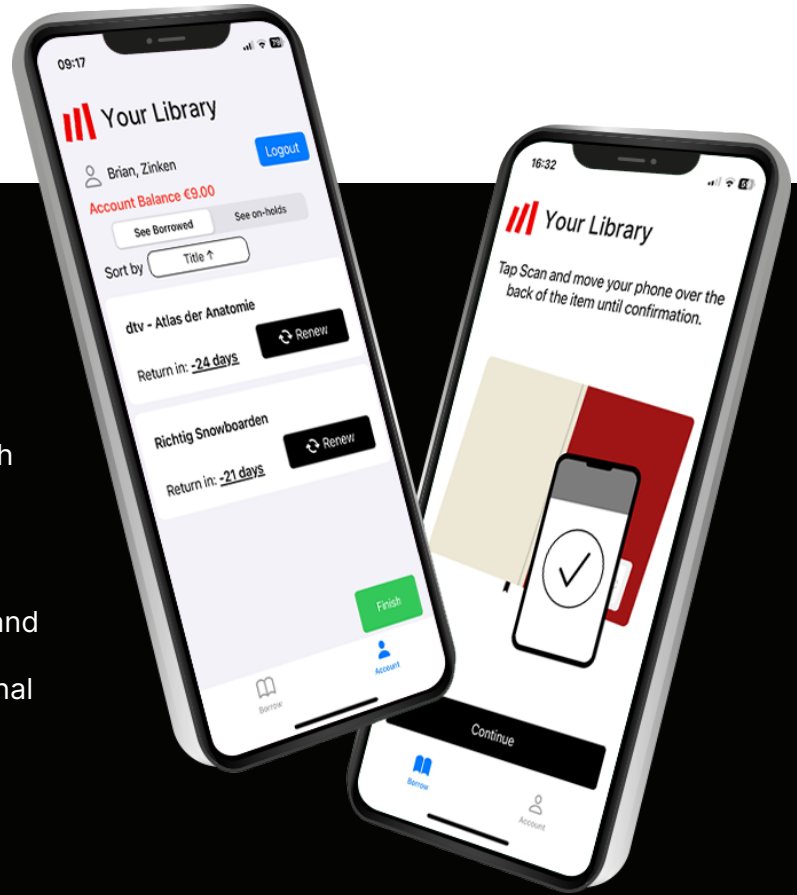 09:17
79
Your Library
Brian, Zinken
Logout
Account Balance €9.00
See Borrowed
See on-holds
Sort by
Title ↑
dtv - Atlas der Anatomie
Return in: -24 days
Renew
Richtig Snowboarden
Return in: -21 days
Renew
Finish
Borrow
Account
16:32
Your Library
Tap Scan and move your phone over the
back of the item until confirmation.
Continue
Borrow
Account
h
and
nal